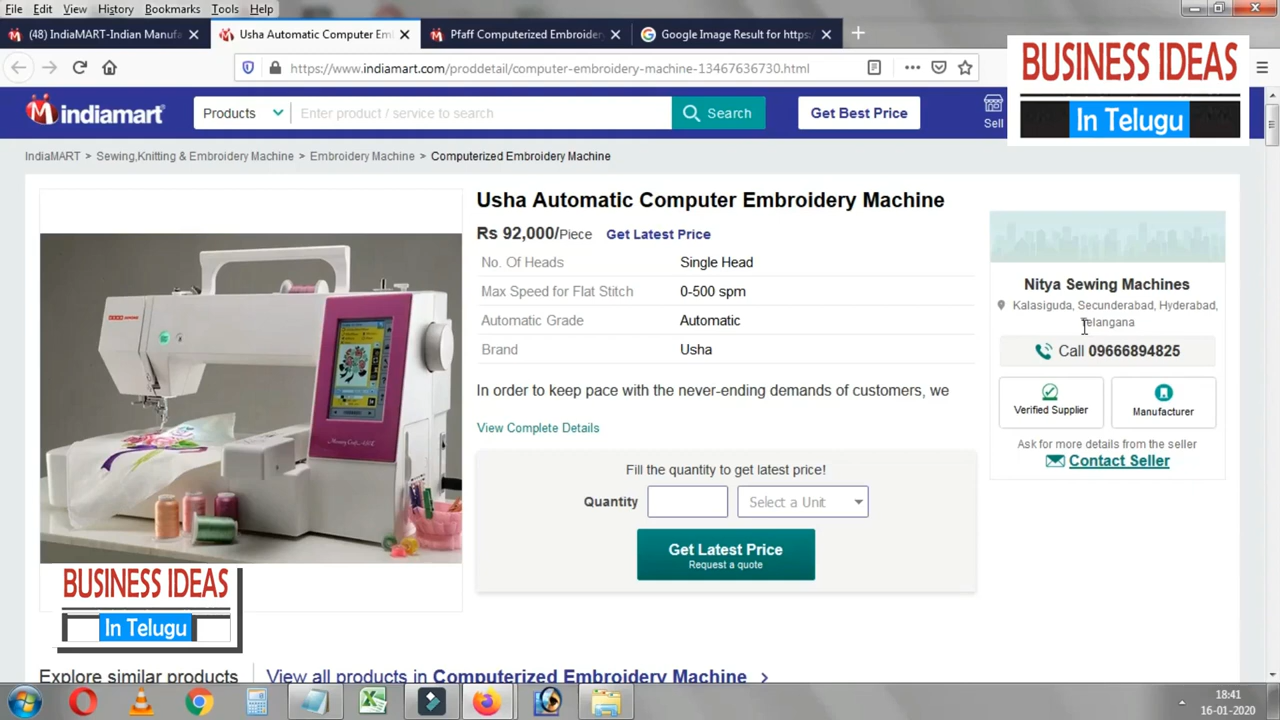 File Edit View History Bookmarks Tools Help
(48) IndiaMART-Indian Manufa
Usha Automatic Computer Em
Pfaff Computerized Embroider
Google Image Result for https:
https://www.indiamart.com/proddetail/computer-embroidery-machine-13467636730.html
BUSINESS IDEAS
In Telugu
indiamart
Products
Enter product / service to search
Search
Get Best Price
Sell
IndiaMART > Sewing,Knitting & Embroidery Machine > Embroidery Machine > Computerized Embroidery Machine
Usha Automatic Computer Embroidery Machine
Rs 92,000/Piece Get Latest Price
No. Of Heads Single Head
Max Speed for Flat Stitch 0-500 spm
Automatic Grade Automatic
Brand Usha
In order to keep pace with the never-ending demands of customers, we
View Complete Details
Fill the quantity to get latest price!
Quantity
Select a Unit
Get Latest Price
Request a quote
Nitya Sewing Machines
Kalasiguda, Secunderabad, Hyderabad,
Telangana
Call 09666894825
Verified Supplier
Manufacturer
Ask for more details from the seller
Contact Seller
BUSINESS IDEAS
In Telugu
Explore similar products
View all products in Computerized Embroidery Machine >
18:41
16-01-2020